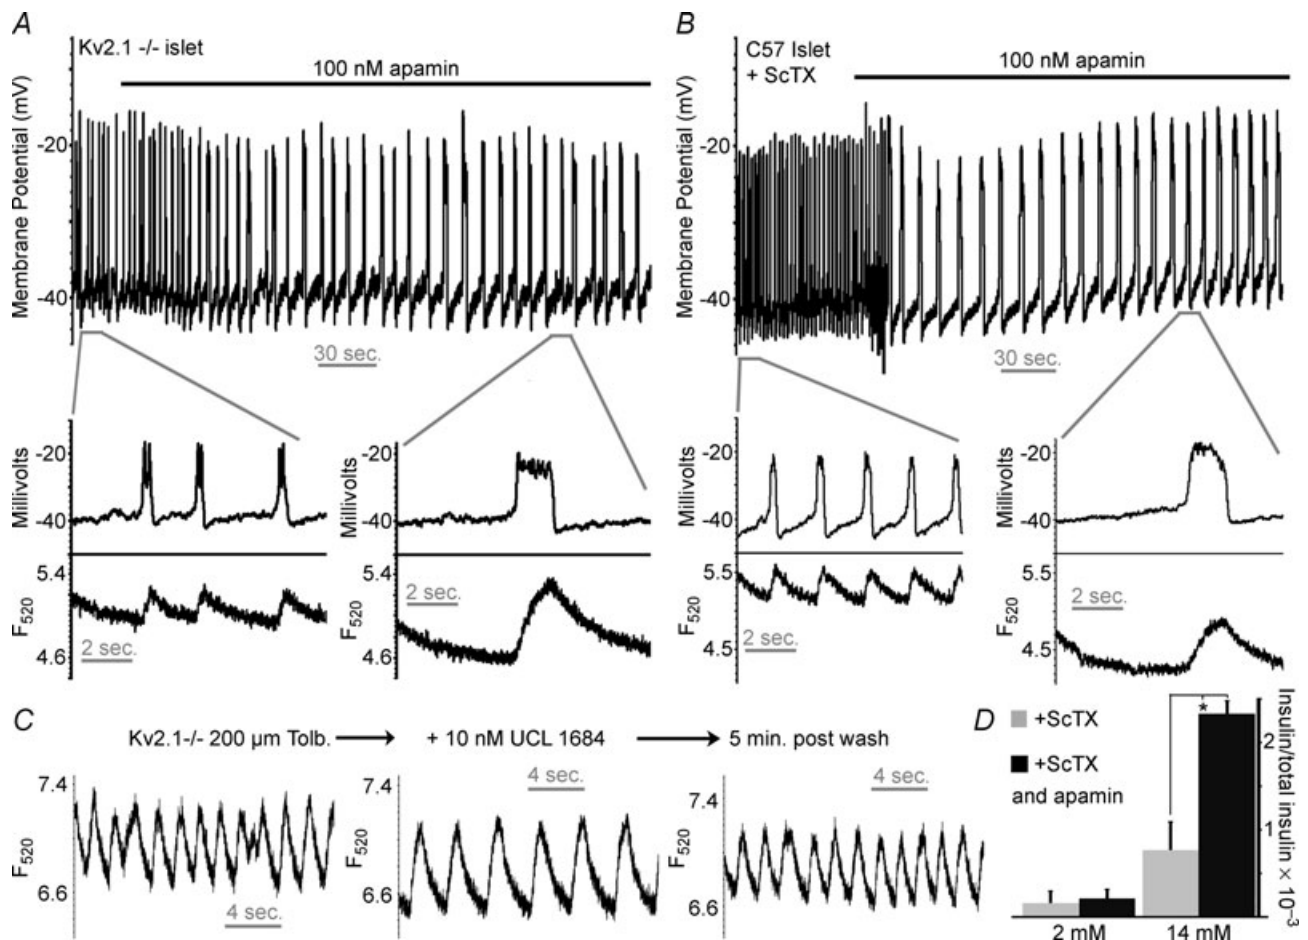 A
Kv2.1 -/- islet
100 nM apamin
Membrane Potential (mV)
-20
-40
30 sec.
Millivolts
-20
-40
Millivolts
-20
-40
F520
5.4
4.6
2 sec.
F520
2 sec.
B
C57 Islet
+ ScTX
100 nM apamin
Membrane Potential (mV)
-20
-40
30 sec.
Millivolts
-20
-40
Millivolts
-20
-40
F520
5.5
4.5
2 sec.
F520
5.5
4.5
2 sec.
C
Kv2.1-/- 200 µm Tolb.
+ 10 nM UCL 1684
5 min. post wash
F520
7.4
6.6
4 sec.
F520
7.4
6.6
4 sec.
F520
7.4
6.6
4 sec.
D
+ScTX
+ScTX
and apamin
*
Insulin/total insulin × 10−3
2
1
2 mM
14 mM